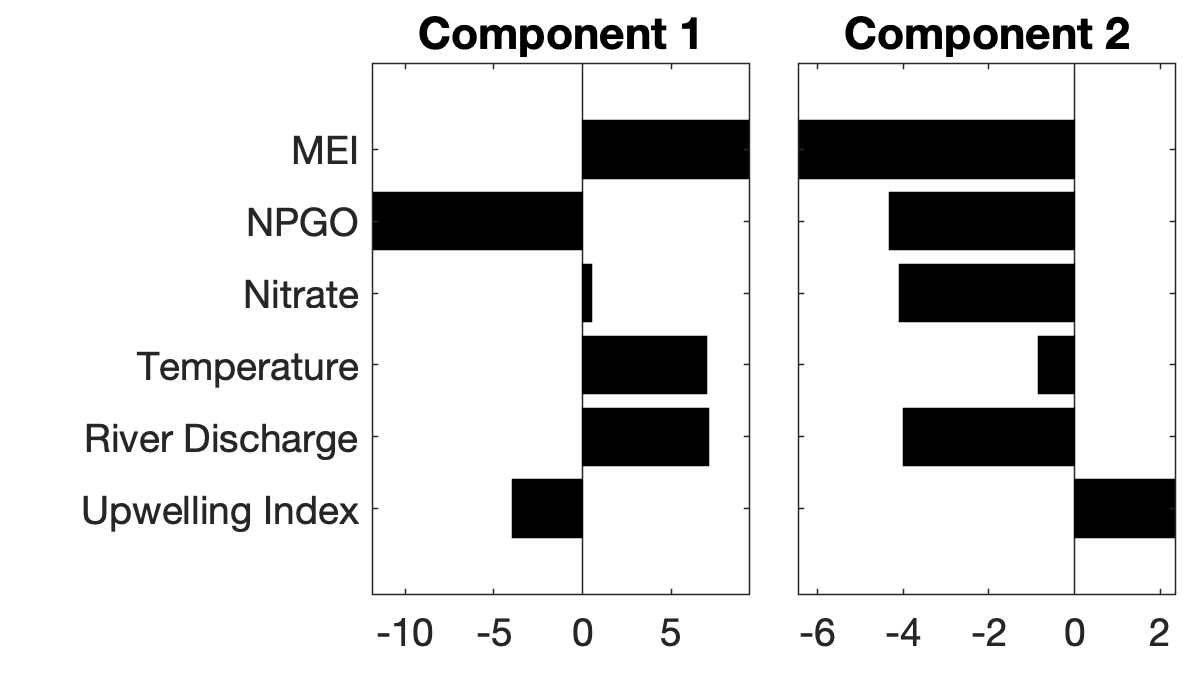 Component 1 Component 2
MEI
NPGO
Nitrate
Temperature
River Discharge
Upwelling Index
-10 -5 0 5 -6 -4 -2 0 2